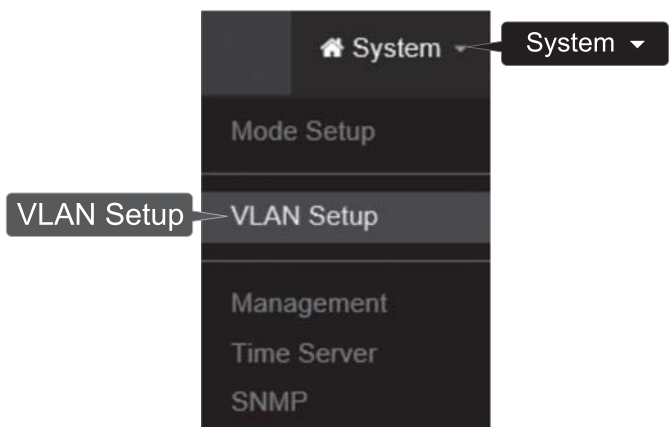 System
System
Mode Setup
VLAN Setup
VLAN Setup
Management
Time Server
SNMP